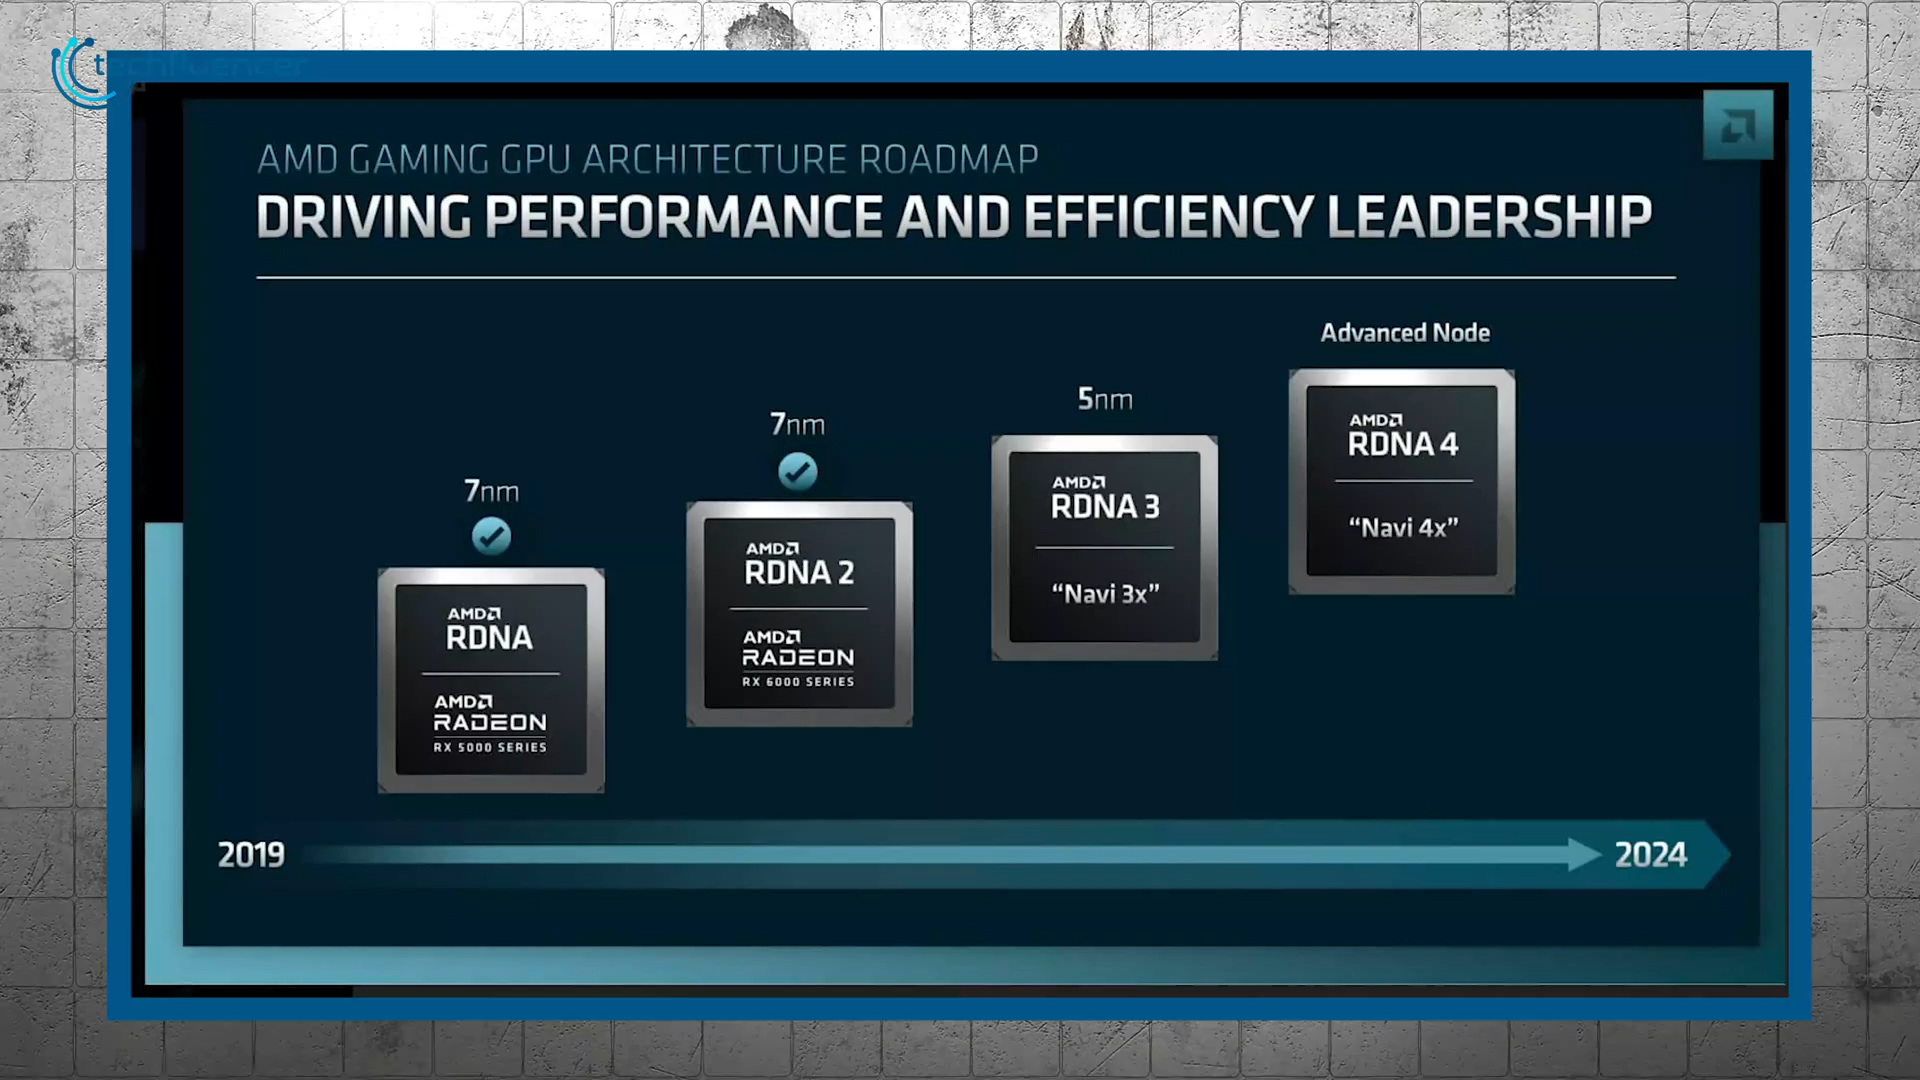 techfluencer
AMD GAMING GPU ARCHITECTURE ROADMAP
DRIVING PERFORMANCE AND EFFICIENCY LEADERSHIP
7nm
AMD
RDNA
AMD
RADEON
RX 5000 SERIES
7nm
AMD
RDNA 2
AMD
RADEON
RX 6000 SERIES
5nm
AMD
RDNA 3
“Navi 3x”
Advanced Node
AMD
RDNA 4
“Navi 4x”
2019
2024